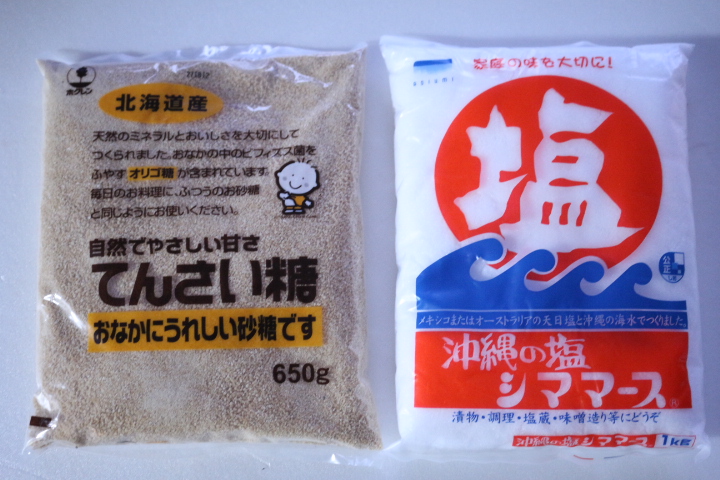 ホクレン
北海道産
天然のミネラルとおいしさを大切にして
つくられました。おなかの中のビフィズス菌を
ふやすオリゴ糖が含まれています。
毎日のお料理に、ふつうのお砂糖
と同じようにお使いください。
自然でやさしい甘さ
てんさい糖
おなかにうれしい砂糖です
650g
家庭の味を大切に!
塩
公正
メキシコまたはオーストラリアの天日塩と沖縄の海水でつくりました。
沖縄の塩
シママース
漬物・調理・塩蔵・味噌造り等にどうぞ
沖縄の塩シママース 1kg